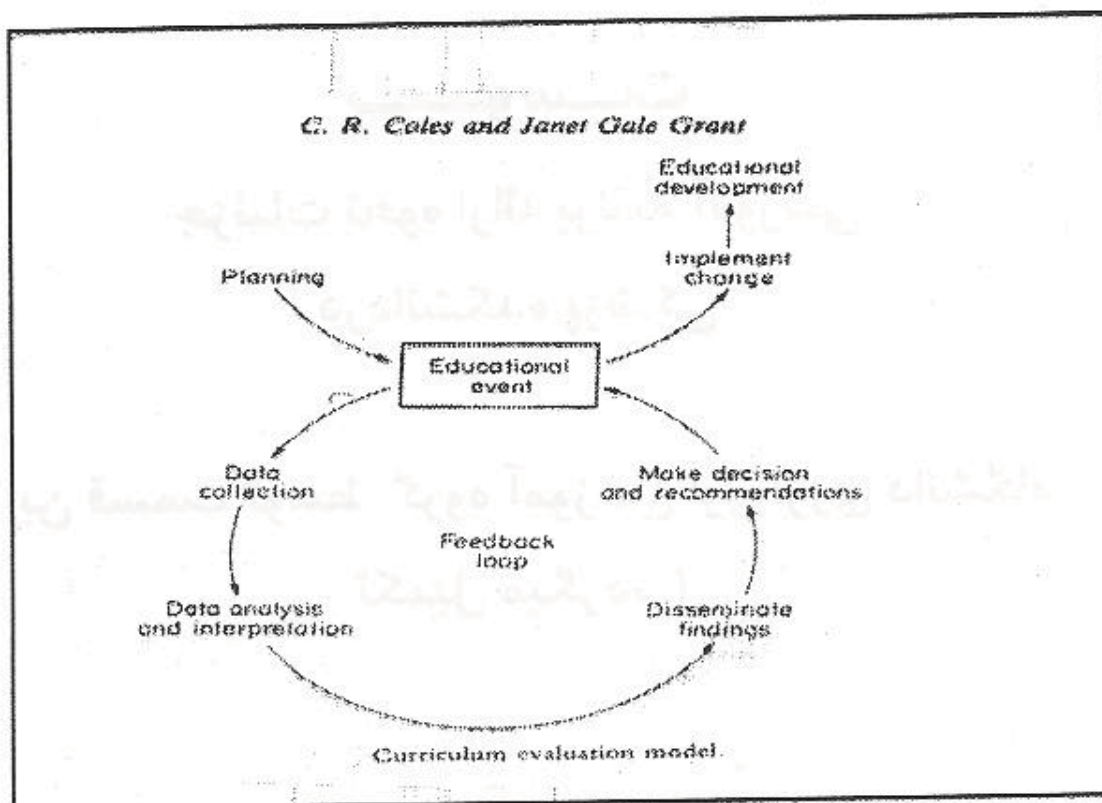 C. R. Coles and Janet Gale Grant
Educational
development
Implement
change
Planning
Educational
event
Data
collection
Make decision
and recommendations
Feedback
loop
Data analysis
and interpretation
Disseminate
findings
Curriculum evaluation model.